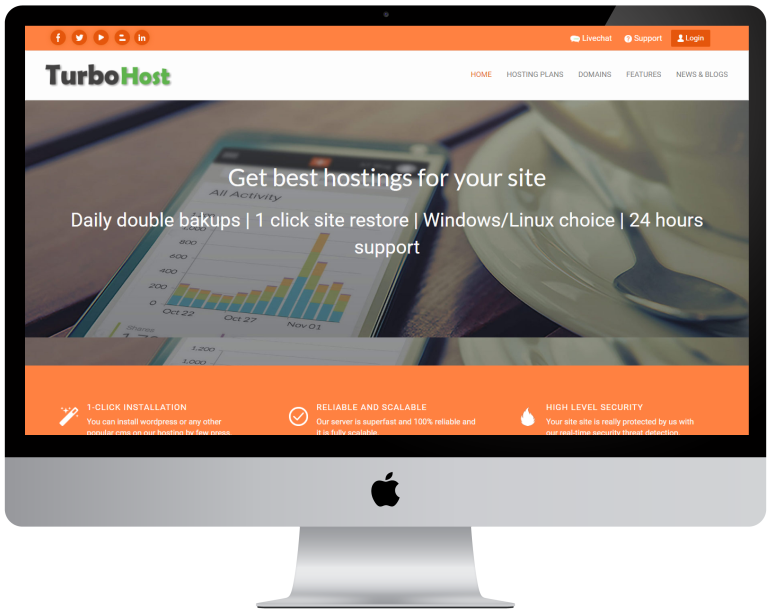 Livechat Support Login
TurboHost
HOME HOSTING PLANS DOMAINS FEATURES NEWS & BLOGS
Get best hostings for your site
All Activity
Daily double bakups | 1 click site restore | Windows/Linux choice | 24 hours
support
800
600
400
200
0
Oct 22 Oct 27 Nov 01
Shares
1,200
1,000
1-CLICK INSTALLATION
You can install wordpress or any other
popular cms on our hosting by few press
RELIABLE AND SCALABLE
Our server is superfast and 100% reliable and
it is fully scalable
HIGH LEVEL SECURITY
Your site site is really protected by us with
our real-time security threat detection